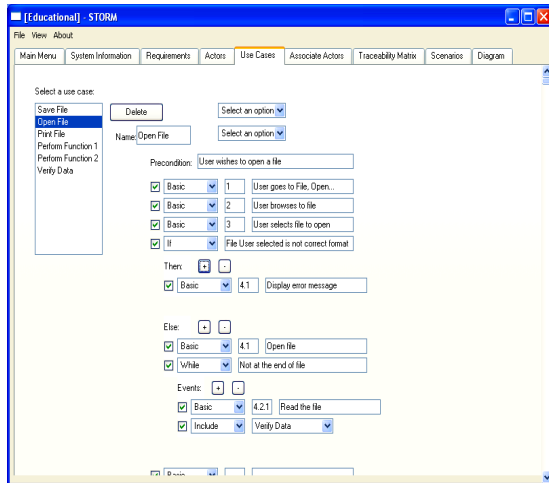 [Educational] - STORM
File View About
Main Menu System Information Requirements Actors Use Cases Associate Actors Traceability Matrix Scenarios Diagram
Select a use case:
Save File
Open File
Print File
Perform Function 1
Perform Function 2
Verify Data
Delete Select an option
Name: Open File Select an option
Precondition: User wishes to open a file
Basic 1 User goes to File, Open...
Basic 2 User browses to file
Basic 3 User selects file to open
If File User selected is not correct format
Then: + -
Basic 4.1 Display error message
Else: + -
Basic 4.1 Open file
While Not at the end of file
Events: + -
Basic 4.2.1 Read the file
Include Verify Data
Basic